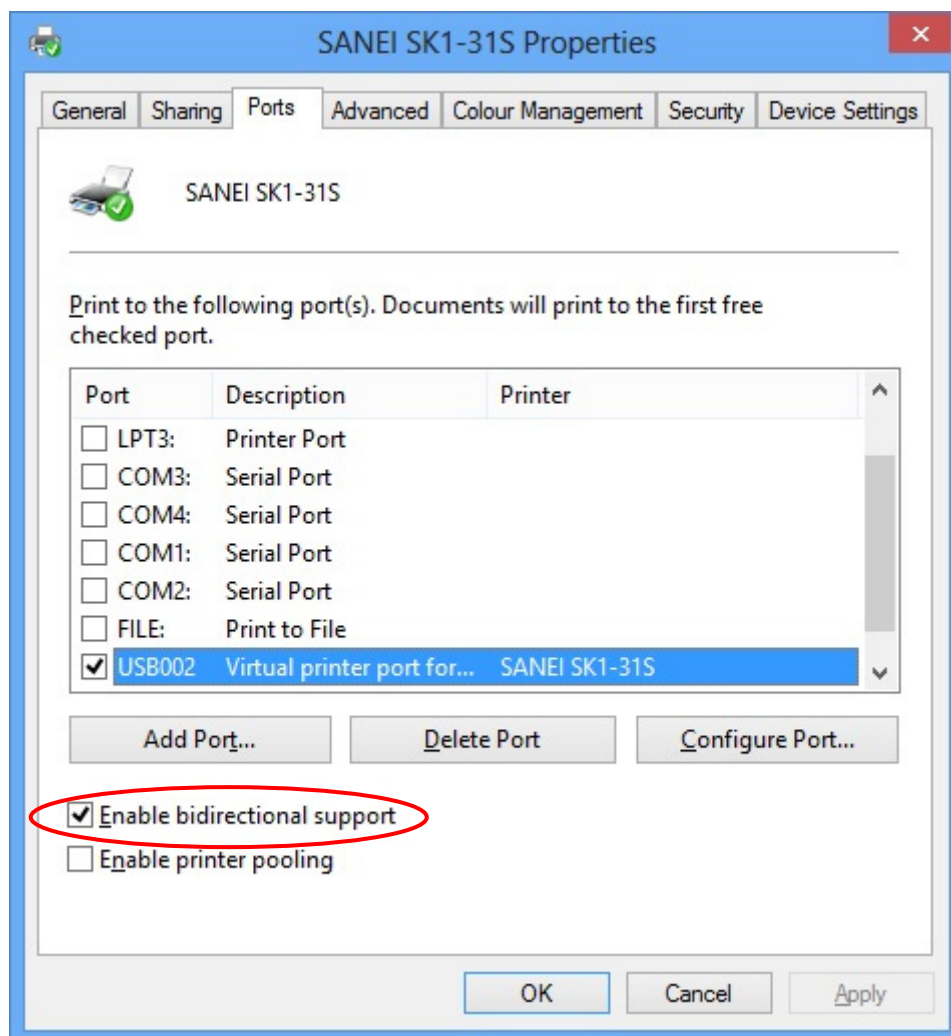 SANEI SK1-31S Properties
General Sharing Ports Advanced Colour Management Security Device Settings
SANEI SK1-31S
Print to the following port(s). Documents will print to the first free
checked port.
Port Description Printer
LPT3: Printer Port
COM3: Serial Port
COM4: Serial Port
COM1: Serial Port
COM2: Serial Port
FILE: Print to File
USB002 Virtual printer port for... SANEI SK1-31S
Add Port... Delete Port Configure Port...
Enable bidirectional support
Enable printer pooling
OK Cancel Apply